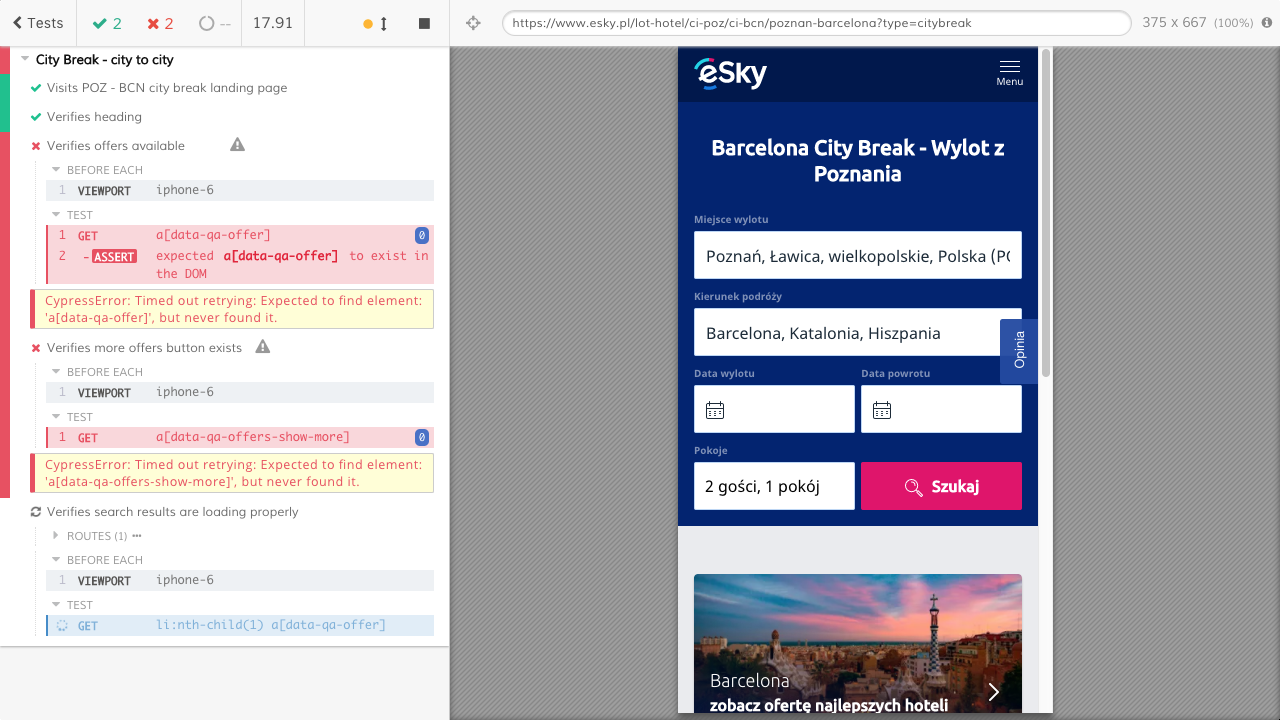 Tests
2
2
--
17.91
https://www.esky.pl/lot-hotel/ci-poz/ci-bcn/poznan-barcelona?type=citybreak
375 x 667 (100%)
City Break - city to city
Visits POZ - BCN city break landing page
Verifies heading
Verifies offers available
BEFORE EACH
1 VIEWPORT iphone-6
TEST
1 GET a[data-qa-offer] 0
2 -ASSERT expected a[data-qa-offer] to exist in
the DOM
CypressError: Timed out retrying: Expected to find element:
'a[data-qa-offer]', but never found it.
Verifies more offers button exists
BEFORE EACH
1 VIEWPORT iphone-6
TEST
1 GET a[data-qa-offers-show-more] 0
CypressError: Timed out retrying: Expected to find element:
'a[data-qa-offers-show-more]', but never found it.
Verifies search results are loading properly
ROUTES (1)
BEFORE EACH
1 VIEWPORT iphone-6
TEST
GET li:nth-child(1) a[data-qa-offer]
eSky
Menu
Barcelona City Break - Wylot z
Poznania
Miejsce wylotu
Poznań, Ławica, wielkopolskie, Polska (PO
Kierunek podróży
Barcelona, Katalonia, Hiszpania
Opinia
Data wylotu
Data powrotu
Pokoje
2 gości, 1 pokój
Szukaj
Barcelona
zobacz ofertę najlepszych hoteli